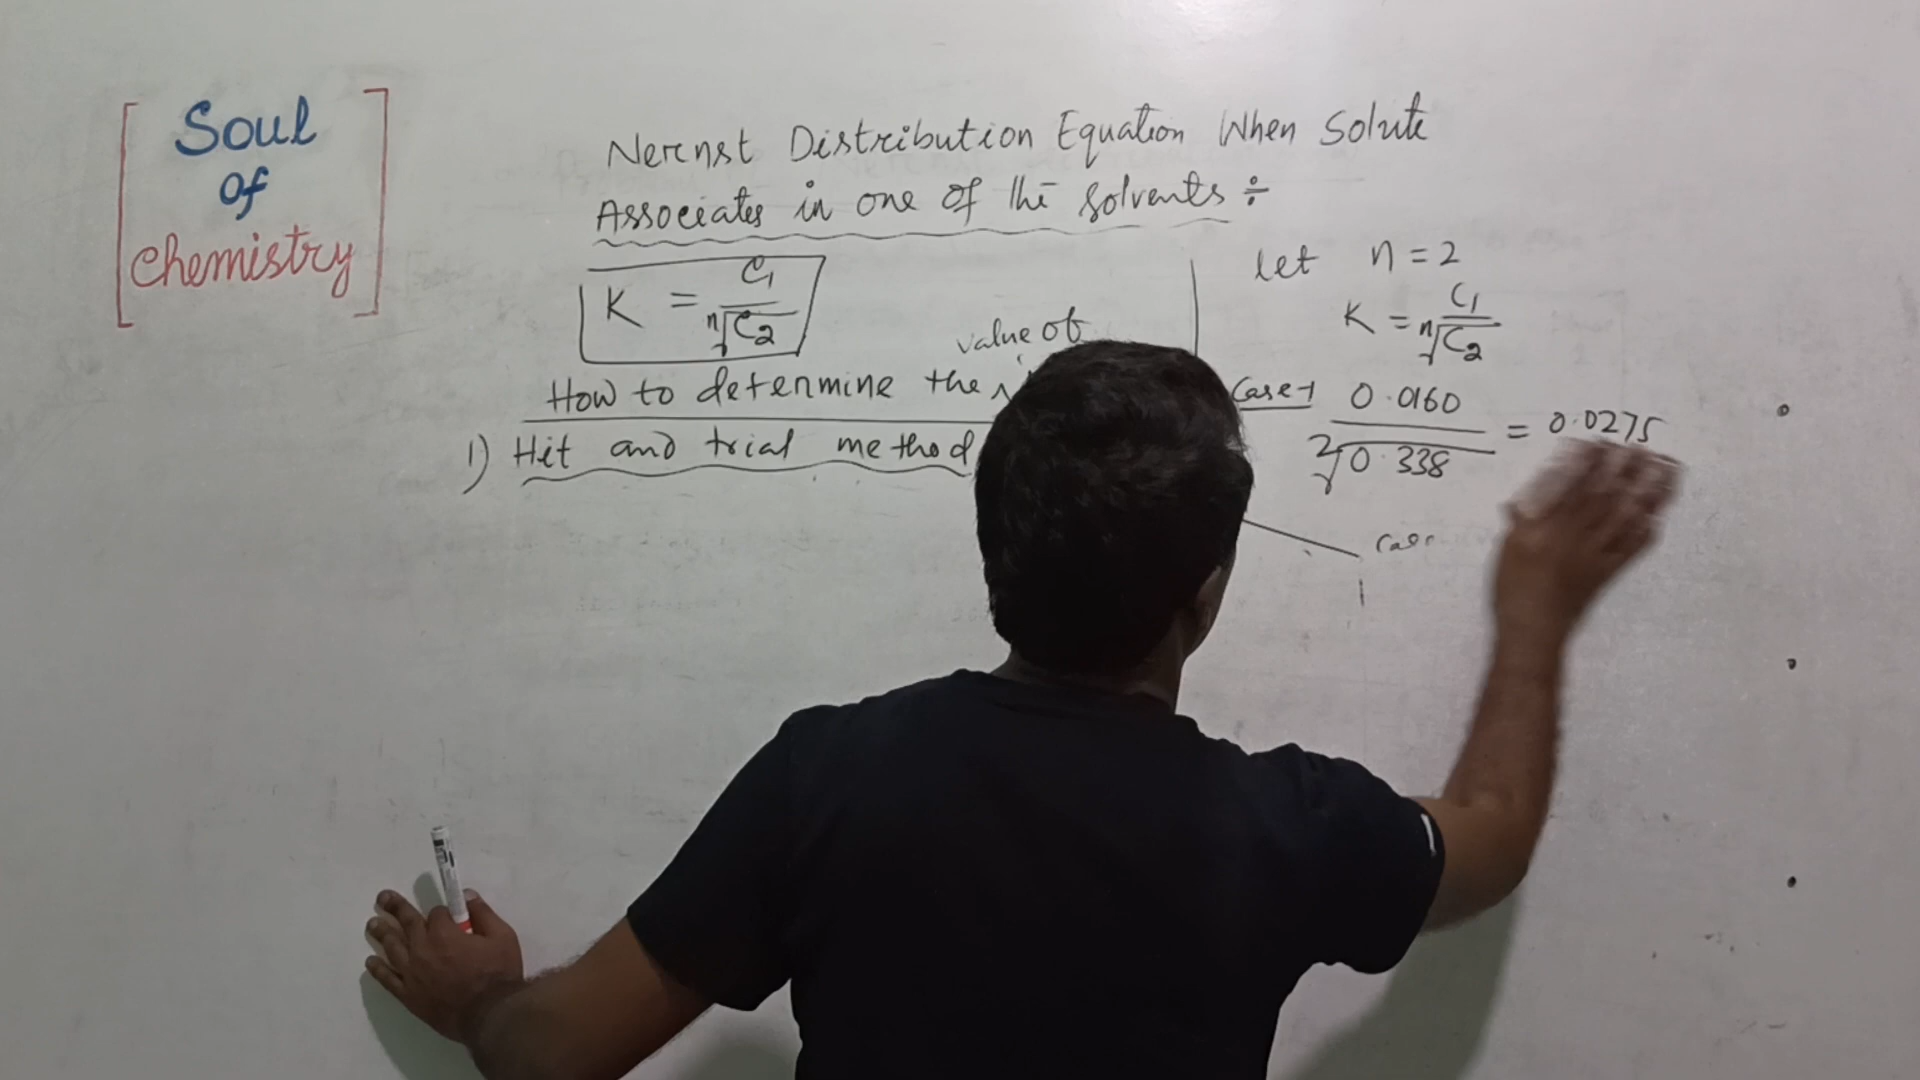 Soul
of
Chemistry
Nernst Distribution Equation When Solute
Associates in one of the solvents ÷
K = C₁ / ⁿ√C₂
value of
How to determine the
1) Hit and trial method
let n = 2
K = C₁ / ⁿ√C₂
Case-1 0.0160 / ²√0.338 = 0.0275